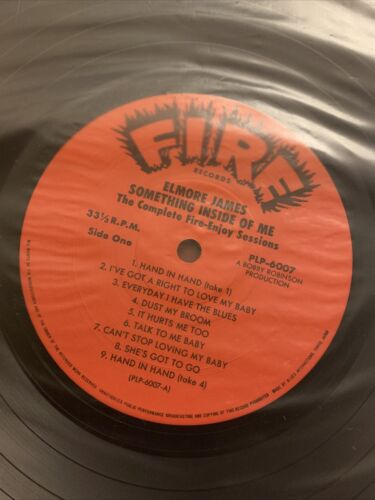 FIRE
RECORDS
ELMORE JAMES
SOMETHING INSIDE OF ME
The Complete Fire-Enjoy Sessions
33⅓ R.P.M.
Side One
PLP-6007
A BOBBY ROBINSON
PRODUCTION
1. HAND IN HAND (take 1)
2. I'VE GOT A RIGHT TO LOVE MY BABY
3. EVERYDAY I HAVE THE BLUES
4. DUST MY BROOM
5. IT HURTS ME TOO
6. TALK TO ME BABY
7. CAN'T STOP LOVING MY BABY
8. SHE'S GOT TO GO
9. HAND IN HAND (take 4)
(PLP-6007-A)